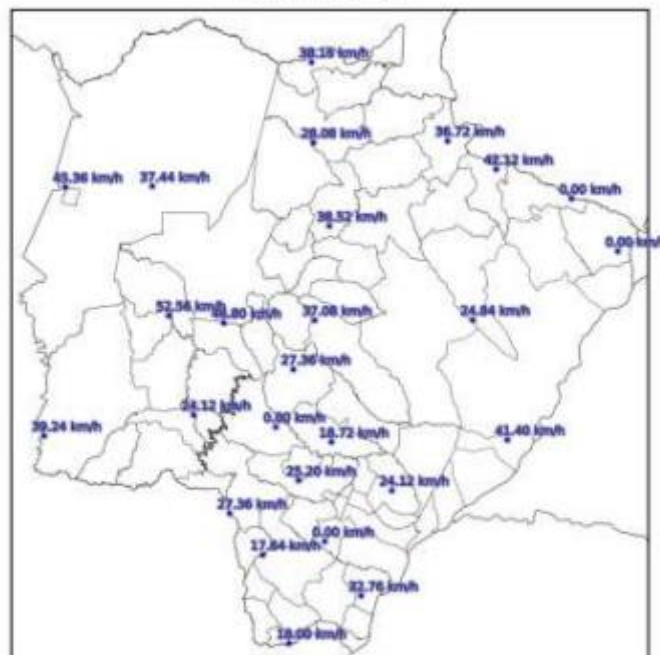 38.16 km/h
28.08 km/h
36.72 km/h
42.12 km/h
45.36 km/h
37.44 km/h
0.00 km/h
38.52 km/h
0.00 km/h
52.56 km/h
.80 km/h
37.08 km/h
24.84 km/h
27.36 km/h
24.12 km/h
0.00 km/h
39.24 km/h
18.72 km/h
41.40 km/h
25.20 km/h
24.12 km/h
27.36 km/h
0.00 km/h
17.64 km/h
32.76 km/h
18.00 km/h